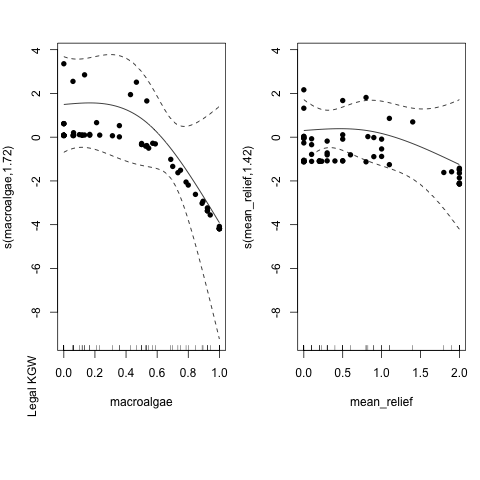 4
2
0
-2
-4
-6
-8
s(macroalgae,1.72)
0.0 0.2 0.4 0.6 0.8 1.0
macroalgae
Legal KGW
4
2
0
-2
-4
-6
-8
s(mean_relief,1.42)
0.0 0.5 1.0 1.5 2.0
mean_relief